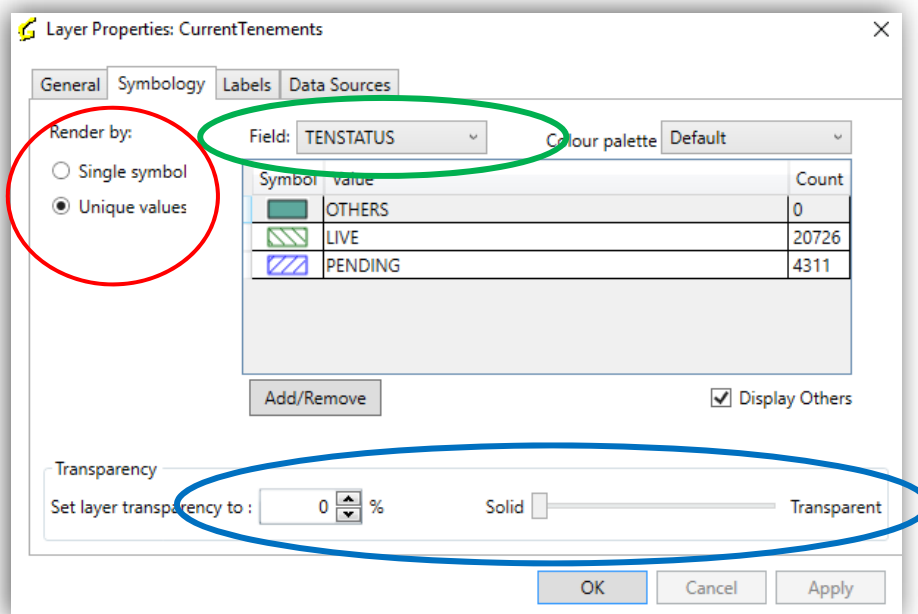 Layer Properties: CurrentTenements
General Symbology Labels Data Sources
Render by:
Single symbol
Unique values
Field: TENSTATUS Colour palette Default
Symbol Value Count
OTHERS 0
LIVE 20726
PENDING 4311
Add/Remove Display Others
Transparency
Set layer transparency to : 0 % Solid Transparent
OK Cancel Apply